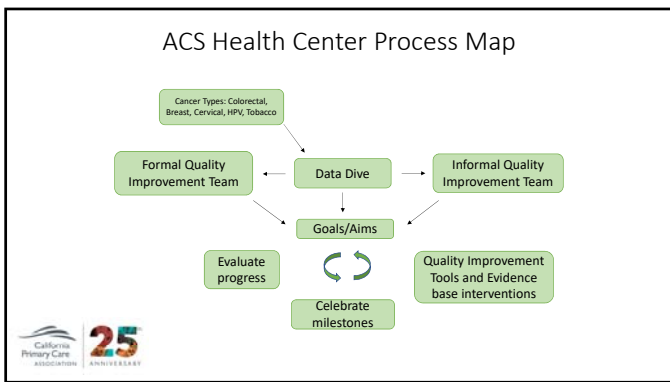 ACS Health Center Process Map
Cancer Types: Colorectal,
Breast, Cervical, HPV, Tobacco
Formal Quality
Improvement Team
Data Dive
Informal Quality
Improvement Team
Goals/Aims
Evaluate
progress
Quality Improvement
Tools and Evidence
base interventions
Celebrate
milestones
California
Primary Care
ASSOCIATION
25th
ANNIVERSARY